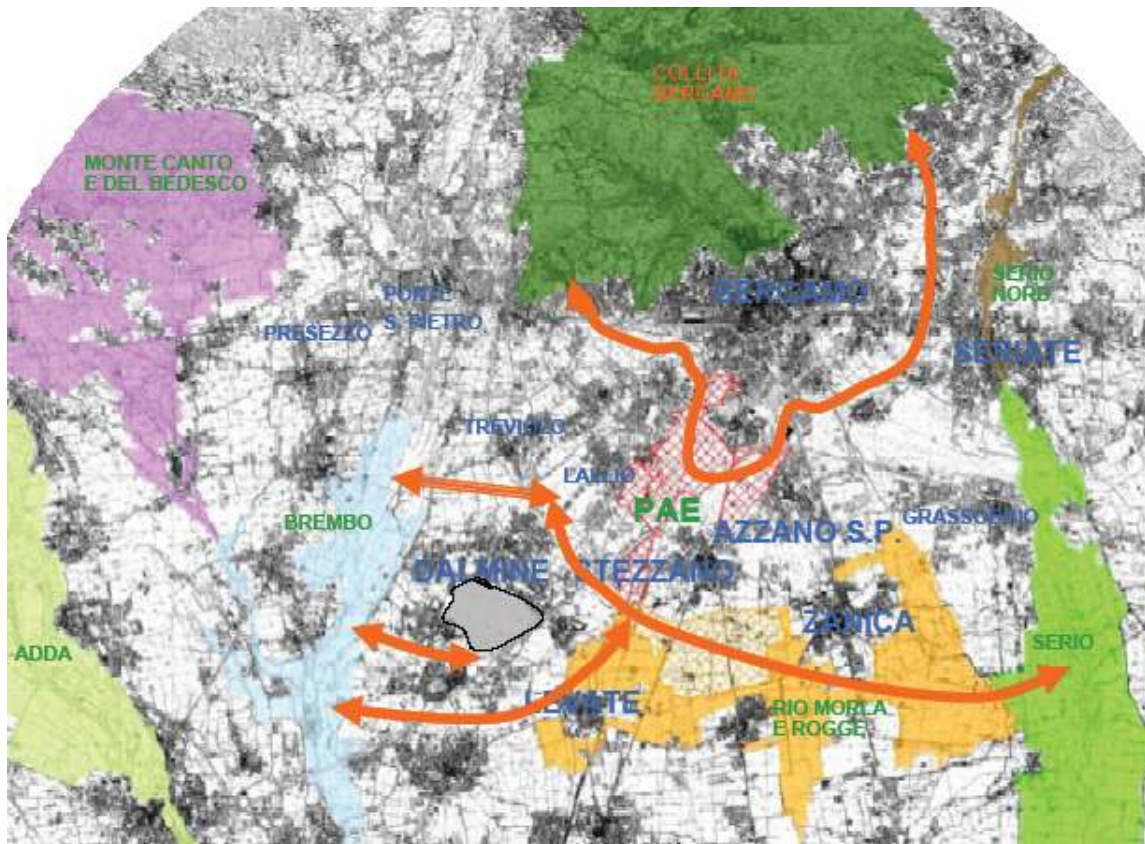 COLLI DI
BERGAMO
MONTE CANTO
E DEL BEDESCO
SERIO
NORD
BERGAMO
PONTE
S. PIETRO
PRESEZZO
SERIATE
TREVIOLO
LALLIO
PAE
BREMBO
GRASSOBBIO
AZZANO S.P.
DALMINE
STEZZANO
ZANICA
ADDA
SERIO
LEVATE
RIO MORLA
E ROGGE